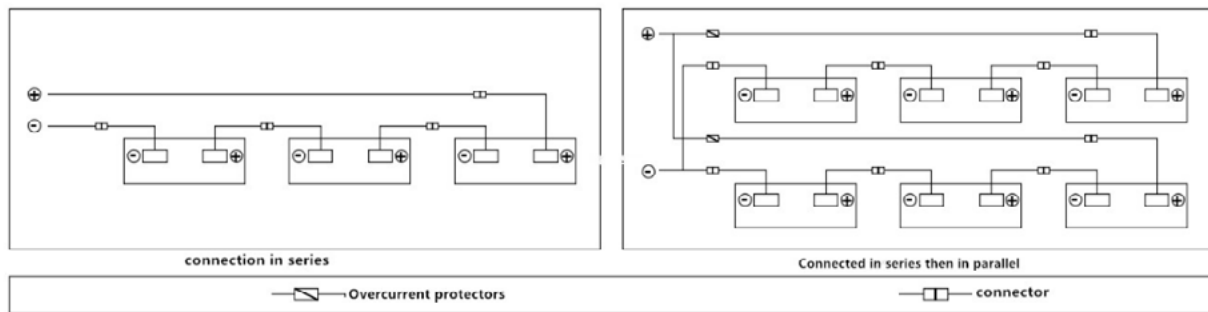 connection in series
Connected in series then in parallel
Overcurrent protectors
connector